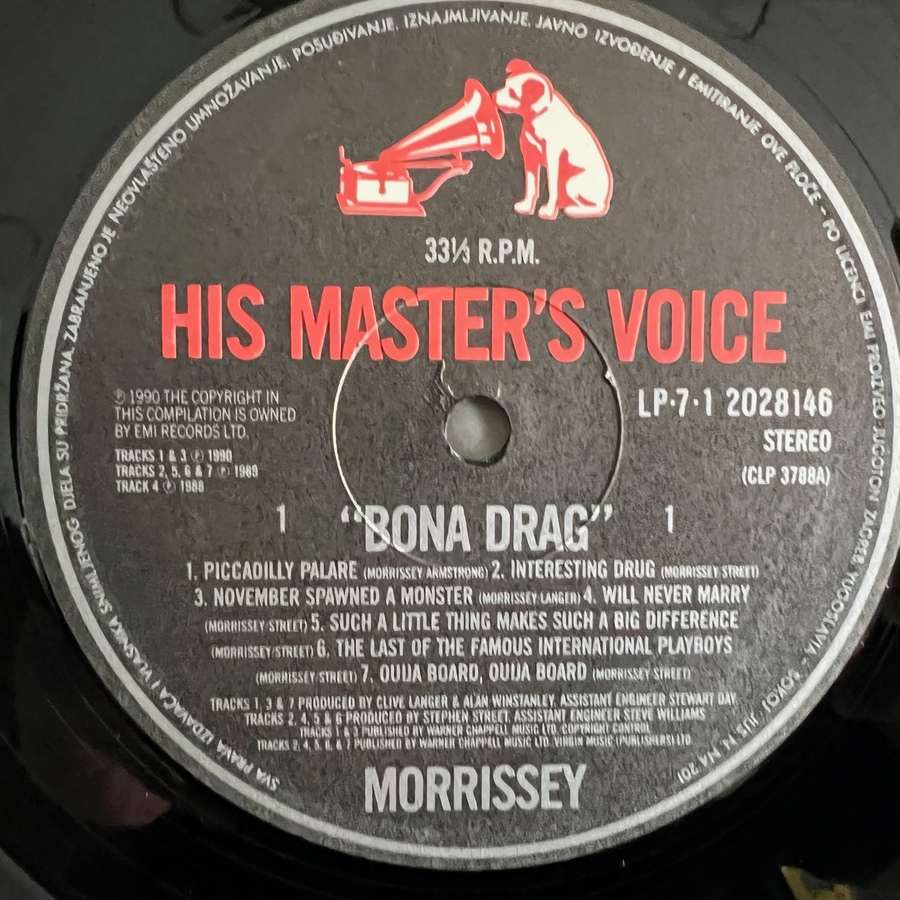 SVA PRAVA IZDAVAČA I VLASNIKA SNIMLJENOG DJELA SU PRIDRŽANA. ZABRANJENO JE NEOVLAŠTENO UMNOŽAVANJE, POSUĐIVANJE, IZNAJMLJIVANJE, JAVNO IZVOĐENJE I EMITIRANJE OVE PLOČE - PO LICENCI EMI PROIZVEO JUGOTON ZAGREB, YUGOSLAVIA - SOKOJ JUS N. NA 201
33⅓ R.P.M.
HIS MASTER'S VOICE
℗ 1990 THE COPYRIGHT IN
THIS COMPILATION IS OWNED
BY EMI RECORDS LTD.
TRACKS 1 & 3 ℗ 1990
TRACKS 2, 5, 6 & 7 ℗ 1989
TRACK 4 ℗ 1988
LP·7·1 2028146
STEREO
(CLP 3788A)
1 "BONA DRAG" 1
1. PICCADILLY PALARE (MORRISSEY ARMSTRONG) 2. INTERESTING DRUG (MORRISSEY STREET)
3. NOVEMBER SPAWNED A MONSTER (MORRISSEY LANGER) 4. WILL NEVER MARRY
(MORRISSEY STREET) 5. SUCH A LITTLE THING MAKES SUCH A BIG DIFFERENCE
(MORRISSEY STREET) 6. THE LAST OF THE FAMOUS INTERNATIONAL PLAYBOYS
(MORRISSEY STREET) 7. OUIJA BOARD, OUIJA BOARD (MORRISSEY STREET)
TRACKS 1, 3 & 7 PRODUCED BY CLIVE LANGER & ALAN WINSTANLEY. ASSISTANT ENGINEER STEWART DAY
TRACKS 2, 4, 5 & 6 PRODUCED BY STEPHEN STREET. ASSISTANT ENGINEER STEVE WILLIAMS
TRACKS 1 & 3 PUBLISHED BY WARNER CHAPPELL MUSIC LTD. COPYRIGHT CONTROL
TRACKS 2, 4, 5, 6 & 7 PUBLISHED BY WARNER CHAPPELL MUSIC LTD. VIRGIN MUSIC (PUBLISHERS) LTD
MORRISSEY